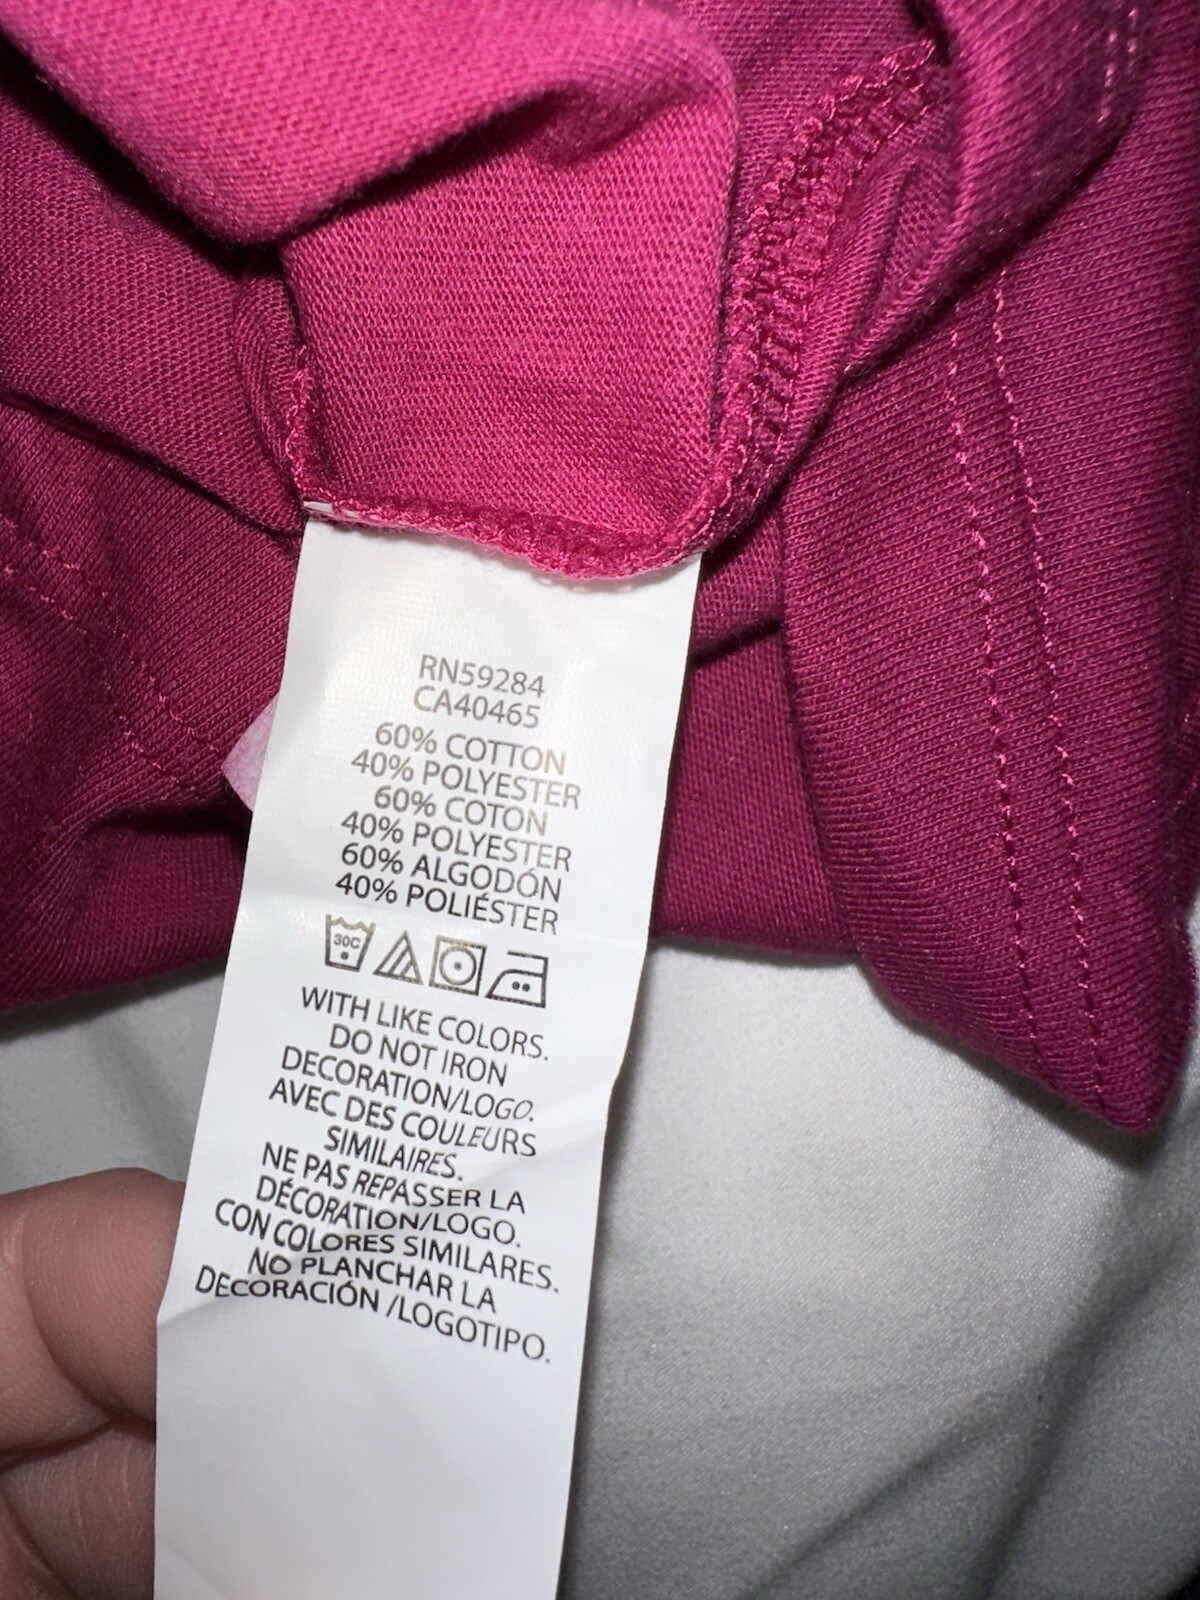 RN59284
CA40465
60% COTTON
40% POLYESTER
60% COTON
40% POLYESTER
60% ALGODÓN
40% POLIÉSTER
30C
WITH LIKE COLORS.
DO NOT IRON
DECORATION/LOGO.
AVEC DES COULEURS
SIMILAIRES.
NE PAS REPASSER LA
DÉCORATION/LOGO.
CON COLORES SIMILARES.
NO PLANCHAR LA
DECORACIÓN /LOGOTIPO.